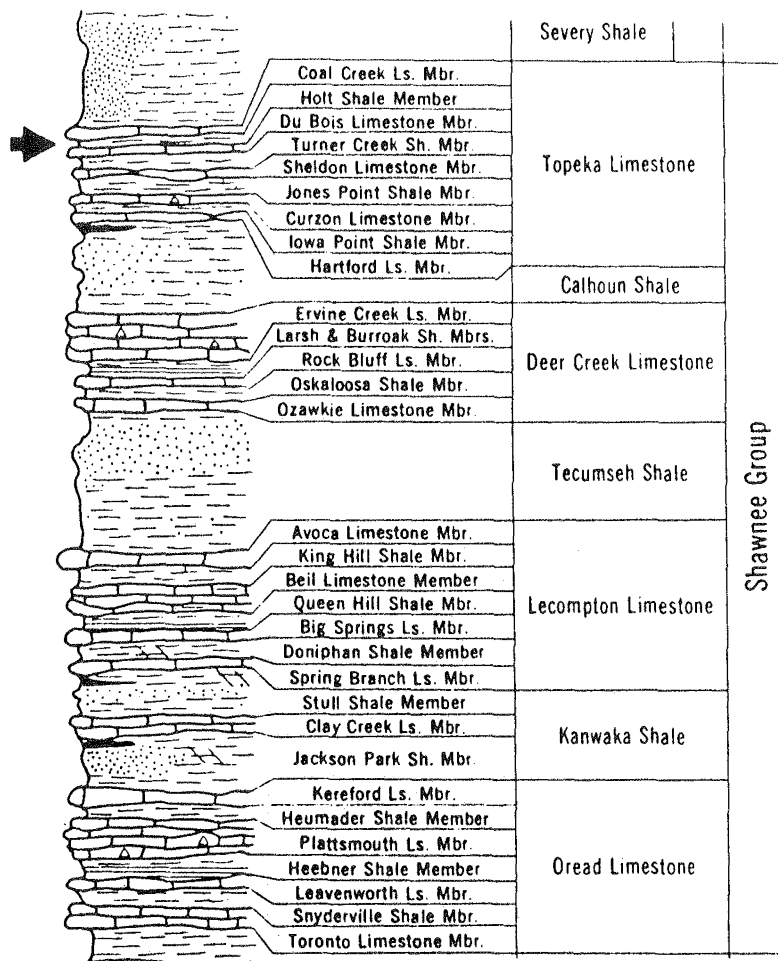 Severy Shale
Coal Creek Ls. Mbr.
Holt Shale Member
Du Bois Limestone Mbr.
Turner Creek Sh. Mbr.
Sheldon Limestone Mbr.
Jones Point Shale Mbr.
Curzon Limestone Mbr.
Iowa Point Shale Mbr.
Hartford Ls. Mbr.
Topeka Limestone
Calhoun Shale
Ervine Creek Ls. Mbr.
Larsh & Burroak Sh. Mbrs.
Rock Bluff Ls. Mbr.
Oskaloosa Shale Mbr.
Ozawkie Limestone Mbr.
Deer Creek Limestone
Tecumseh Shale
Avoca Limestone Mbr.
King Hill Shale Mbr.
Beil Limestone Member
Queen Hill Shale Mbr.
Big Springs Ls. Mbr.
Doniphan Shale Member
Spring Branch Ls. Mbr.
Lecompton Limestone
Stull Shale Member
Clay Creek Ls. Mbr.
Jackson Park Sh. Mbr.
Kanwaka Shale
Kereford Ls. Mbr.
Heumader Shale Member
Plattsmouth Ls. Mbr.
Heebner Shale Member
Leavenworth Ls. Mbr.
Snyderville Shale Mbr.
Toronto Limestone Mbr.
Oread Limestone
Shawnee Group